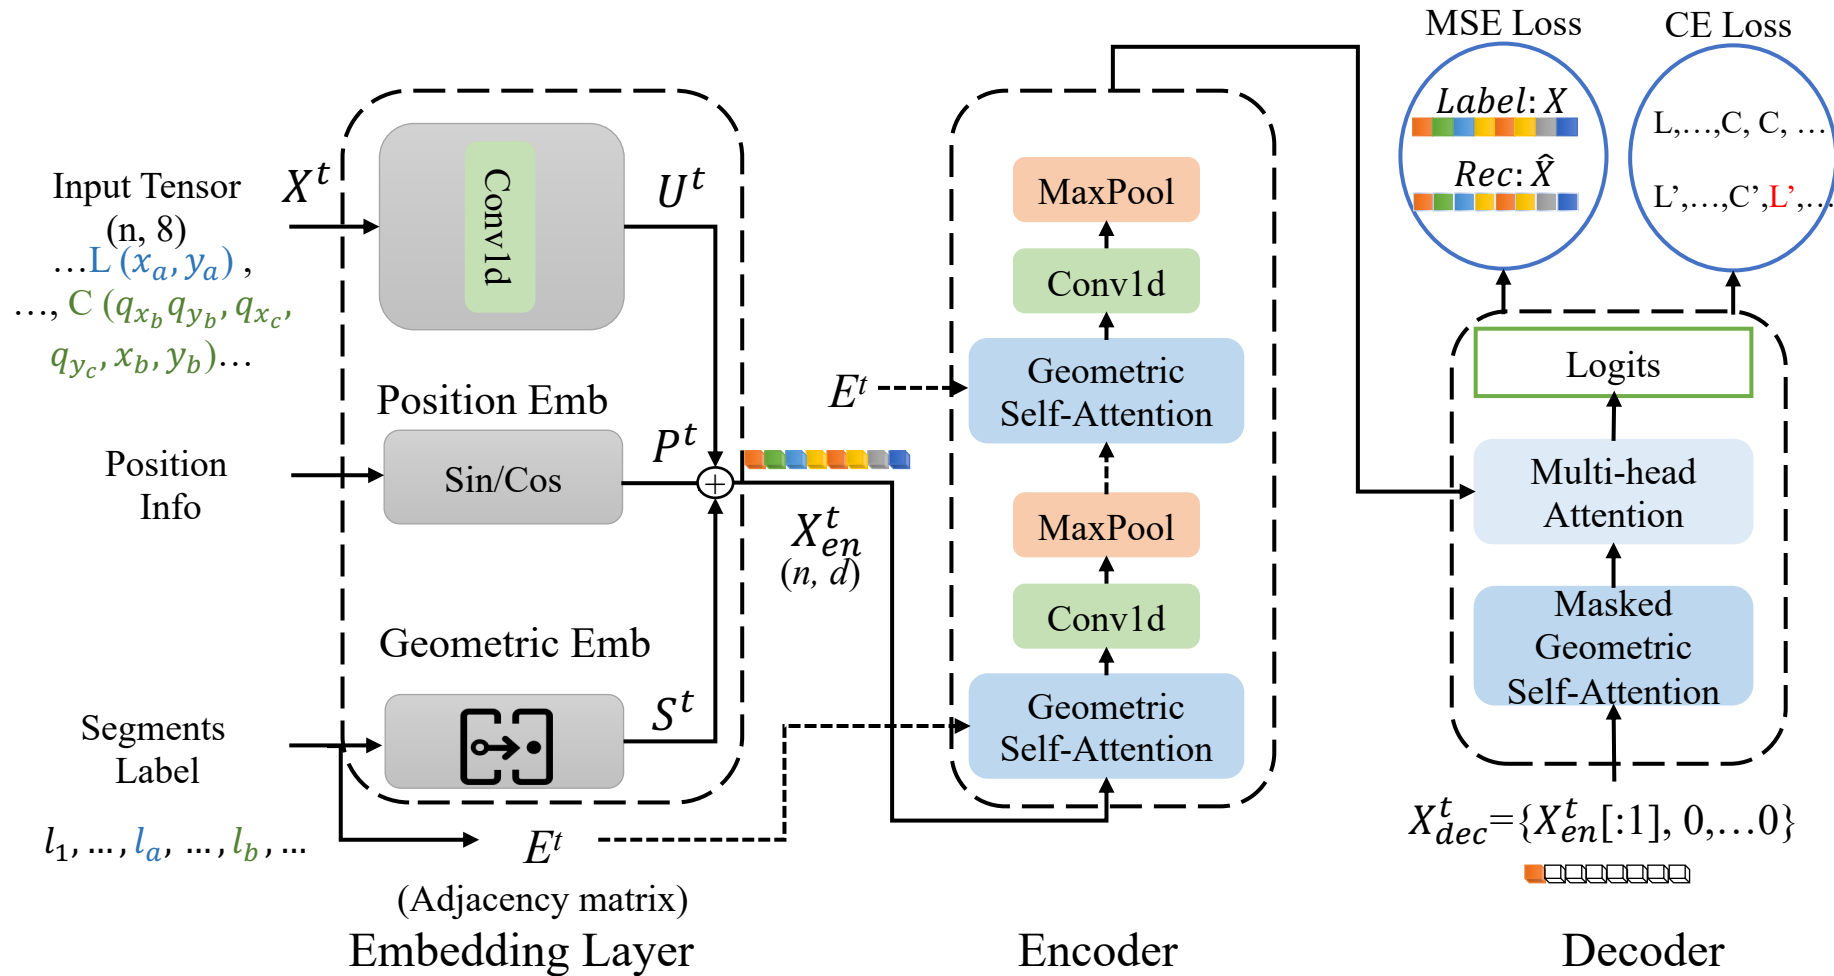 MSE Loss
CE Loss
Label: X
Rec: X̂
L,…,C, C, …
L’,…,C’,L’,…
Input Tensor
(n, 8)
…L (x_a, y_a) ,
…, C (q_{x_b} q_{y_b}, q_{x_c},
q_{y_c}, x_b, y_b)…
X^t
Conv1d
U^t
Position Emb
Position
Info
Sin/Cos
P^t
+
X_{en}^t
(n, d)
Geometric Emb
Segments
Label
S^t
l_1, …, l_a, …, l_b, …
E^t
(Adjacency matrix)
Embedding Layer
MaxPool
Conv1d
Geometric
Self-Attention
E^t
MaxPool
Conv1d
Geometric
Self-Attention
Encoder
Logits
Multi-head
Attention
Masked
Geometric
Self-Attention
X_{dec}^t={X_{en}^t[:1], 0,…0}
Decoder